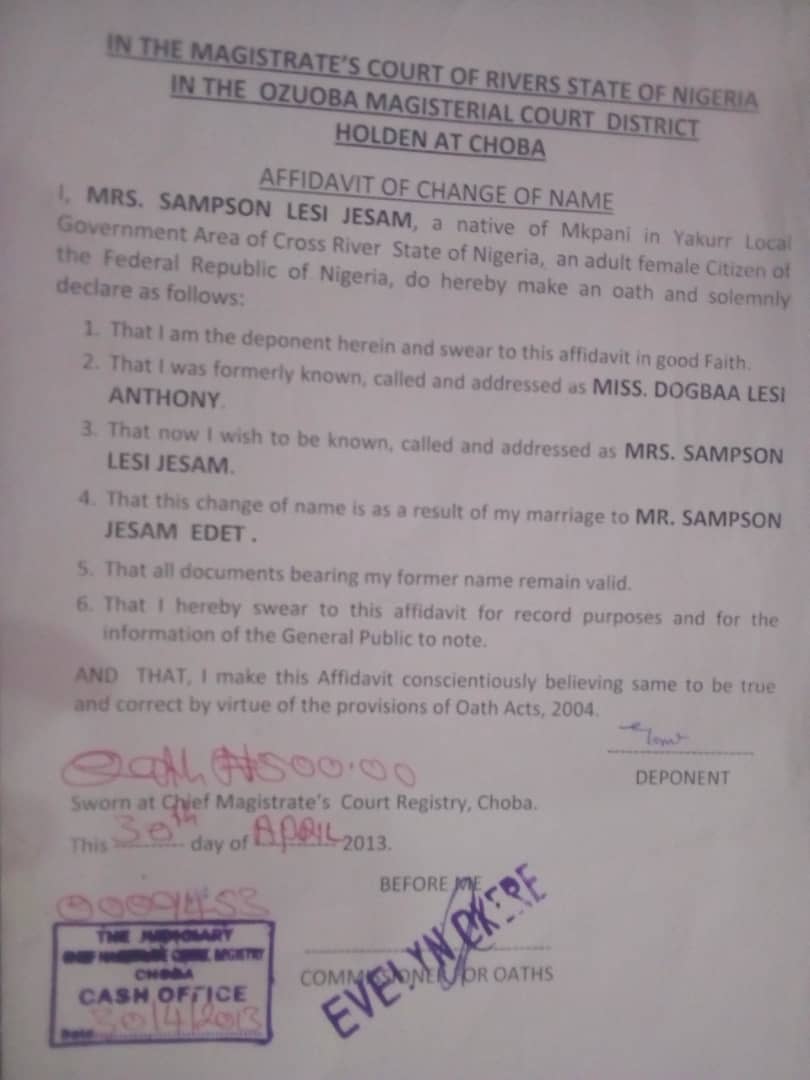 IN THE MAGISTRATE'S COURT OF RIVERS STATE OF NIGERIA
IN THE OZUOBA MAGISTERIAL COURT DISTRICT
HOLDEN AT CHOBA
AFFIDAVIT OF CHANGE OF NAME
I, MRS. SAMPSON LESI JESAM, a native of Mkpani in Yakurr Local
Government Area of Cross River State of Nigeria, an adult female Citizen of
the Federal Republic of Nigeria, do hereby make an oath and solemnly
declare as follows:
1. That I am the deponent herein and swear to this affidavit in good Faith.
2. That I was formerly known, called and addressed as MISS. DOGBAA LESI
ANTHONY.
3. That now I wish to be known, called and addressed as MRS. SAMPSON
LESI JESAM.
4. That this change of name is as a result of my marriage to MR. SAMPSON
JESAM EDET .
5. That all documents bearing my former name remain valid.
6. That I hereby swear to this affidavit for record purposes and for the
information of the General Public to note.
AND THAT, I make this Affidavit conscientiously believing same to be true
and correct by virtue of the provisions of Oath Acts, 2004.
DEPONENT
Oath ₦500.00
Sworn at Chief Magistrate's Court Registry, Choba.
This 30th day of APRIL 2013.
BEFORE ME
EVELYN
COMMISSIONER FOR OATHS
THE JUDICIARY
CHOBA
CASH OFFICE
Date 30/4/2013